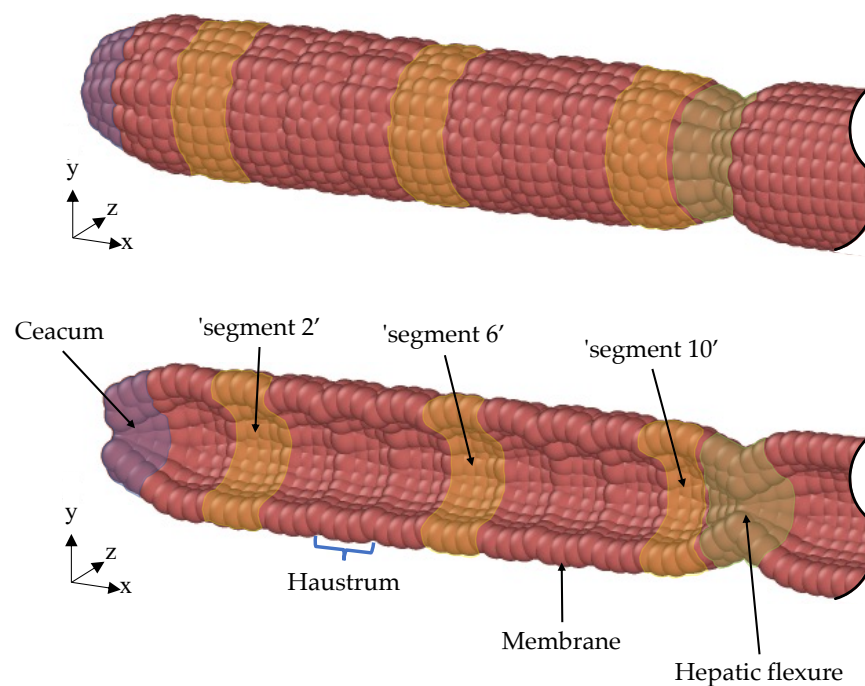 y
z
x
Ceacum
'segment 2’
'segment 6’
'segment 10’
y
z
x
Haustrum
Membrane
Hepatic flexure